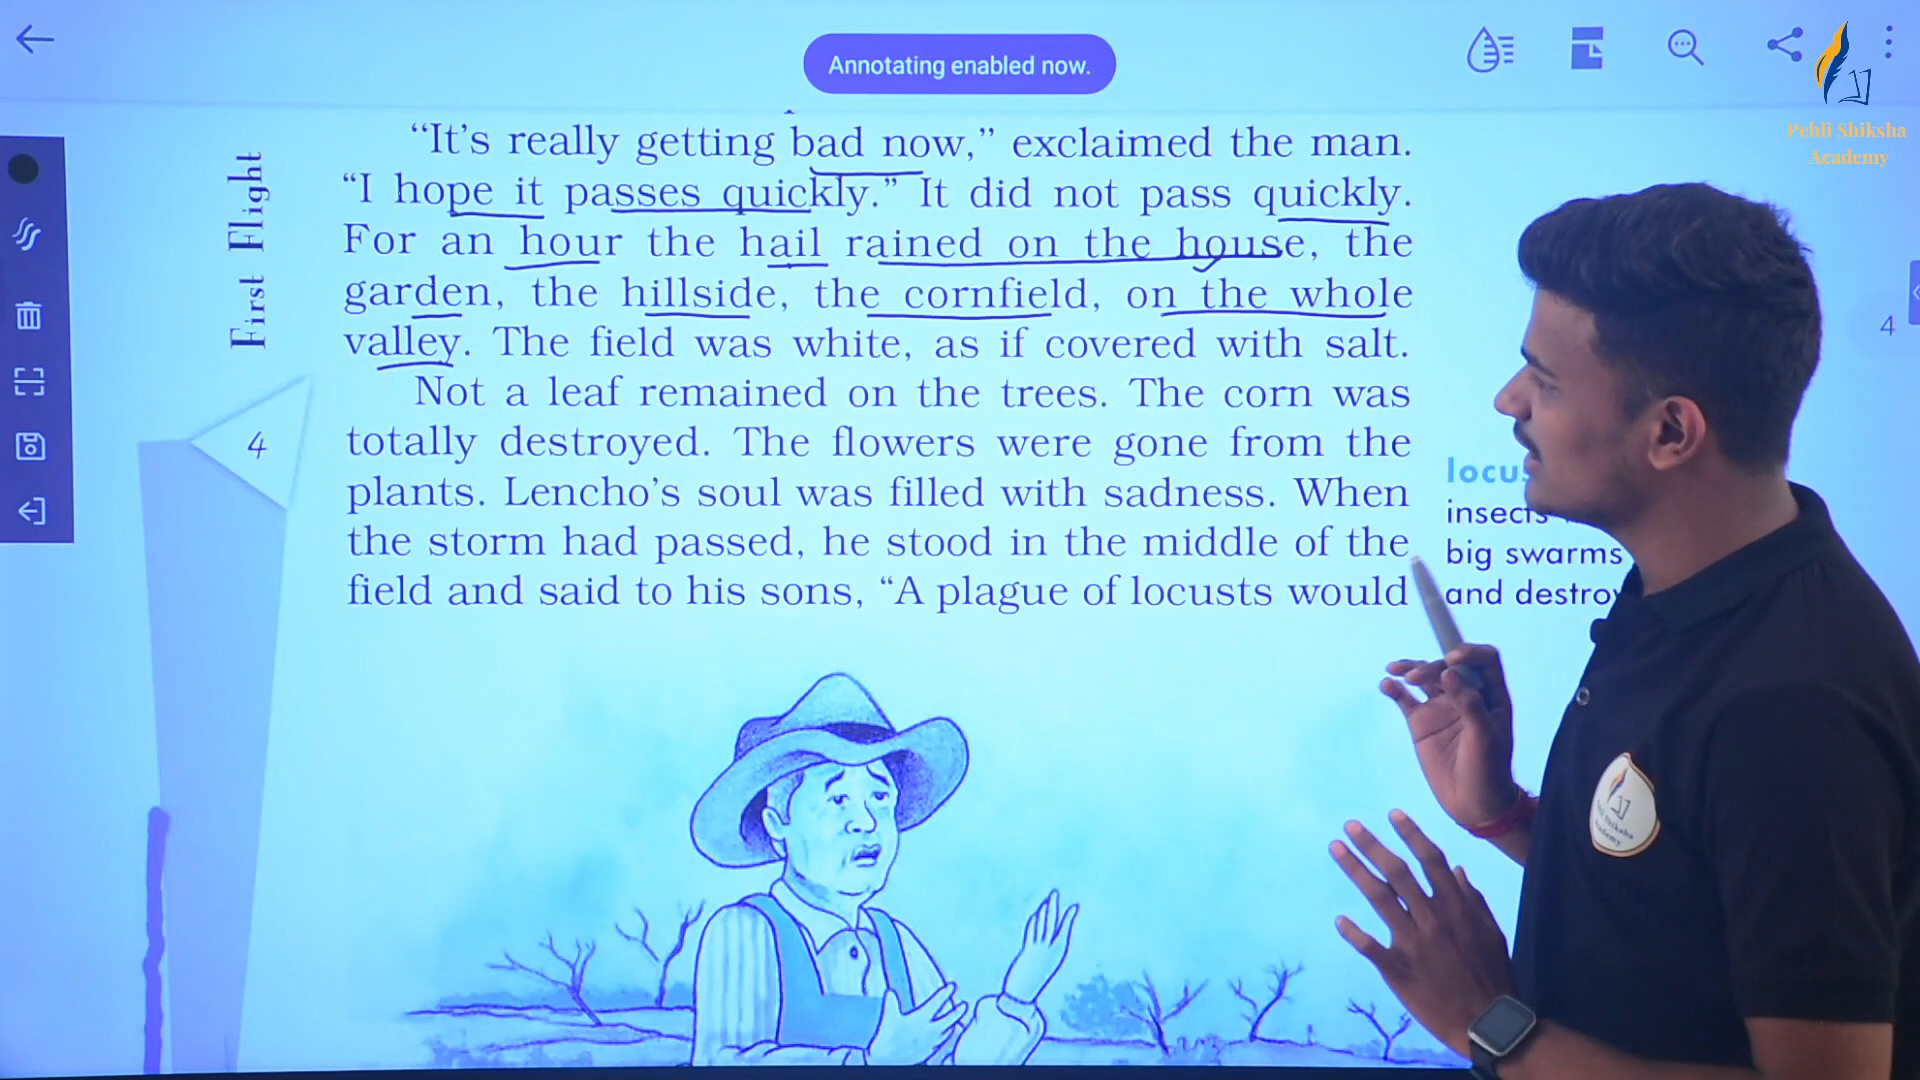 Annotating enabled now.
Pehli Shiksha
Academy
First Flight
4
4
"It's really getting bad now," exclaimed the man.
"I hope it passes quickly." It did not pass quickly.
For an hour the hail rained on the house, the
garden, the hillside, the cornfield, on the whole
valley. The field was white, as if covered with salt.
Not a leaf remained on the trees. The corn was
totally destroyed. The flowers were gone from the
plants. Lencho's soul was filled with sadness. When
the storm had passed, he stood in the middle of the
field and said to his sons, "A plague of locusts would
insects
big swarms
and